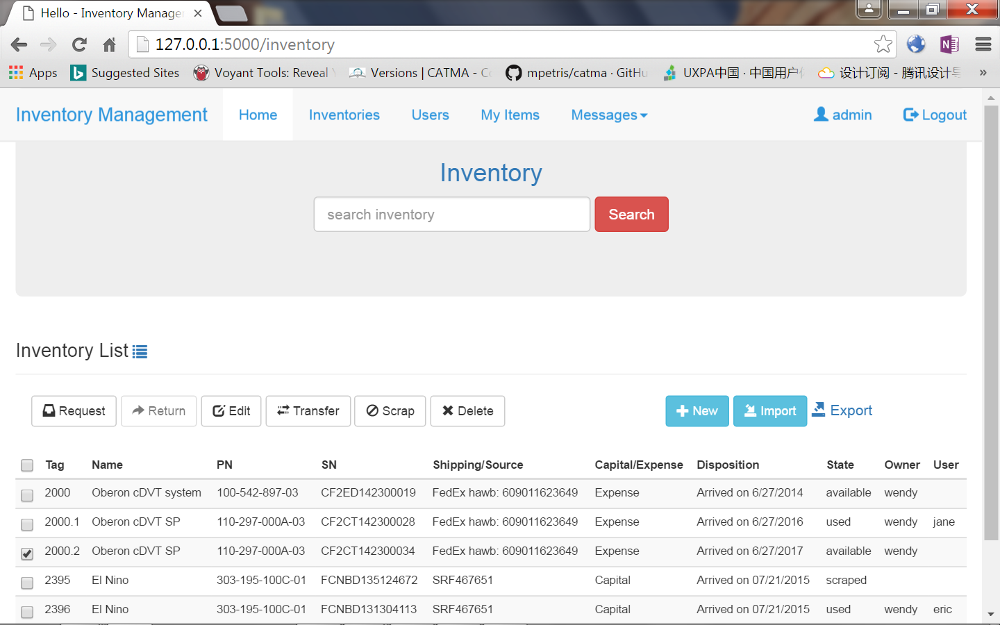 Hello - Inventory Manage
127.0.0.1:5000/inventory
Apps Suggested Sites Voyant Tools: Reveal Versions | CATMA - Co mpetris/catma · GitHu UXPA中国 · 中国用户 设计订阅 - 腾讯设计导 »
Inventory Management Home Inventories Users My Items Messages admin Logout
Inventory
search inventory Search
Inventory List
Request Return Edit Transfer Scrap Delete New Import Export
Tag Name PN SN Shipping/Source Capital/Expense Disposition State Owner User
2000 Oberon cDVT system 100-542-897-03 CF2ED142300019 FedEx hawb: 609011623649 Expense Arrived on 6/27/2014 available wendy
2000.1 Oberon cDVT SP 110-297-000A-03 CF2CT142300028 FedEx hawb: 609011623649 Expense Arrived on 6/27/2016 used wendy jane
2000.2 Oberon cDVT SP 110-297-000A-03 CF2CT142300034 FedEx hawb: 609011623649 Expense Arrived on 6/27/2017 available wendy
2395 El Nino 303-195-100C-01 FCNBD135124672 SRF467651 Capital Arrived on 07/21/2015 scraped
2396 El Nino 303-195-100C-01 FCNBD131304113 SRF467651 Capital Arrived on 07/21/2015 used wendy eric